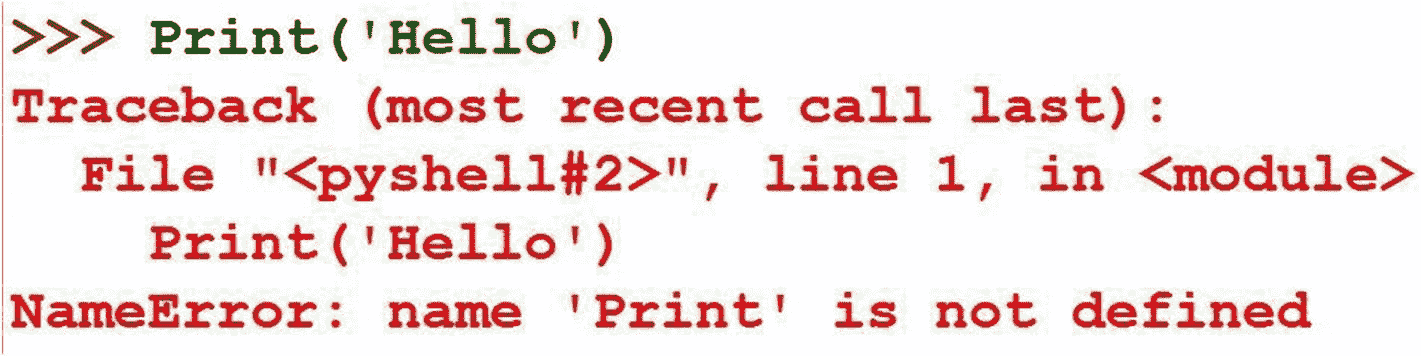 >>> Print('Hello')
Traceback (most recent call last):
  File "<pyshell#2>", line 1, in <module>
    Print('Hello')
NameError: name 'Print' is not defined